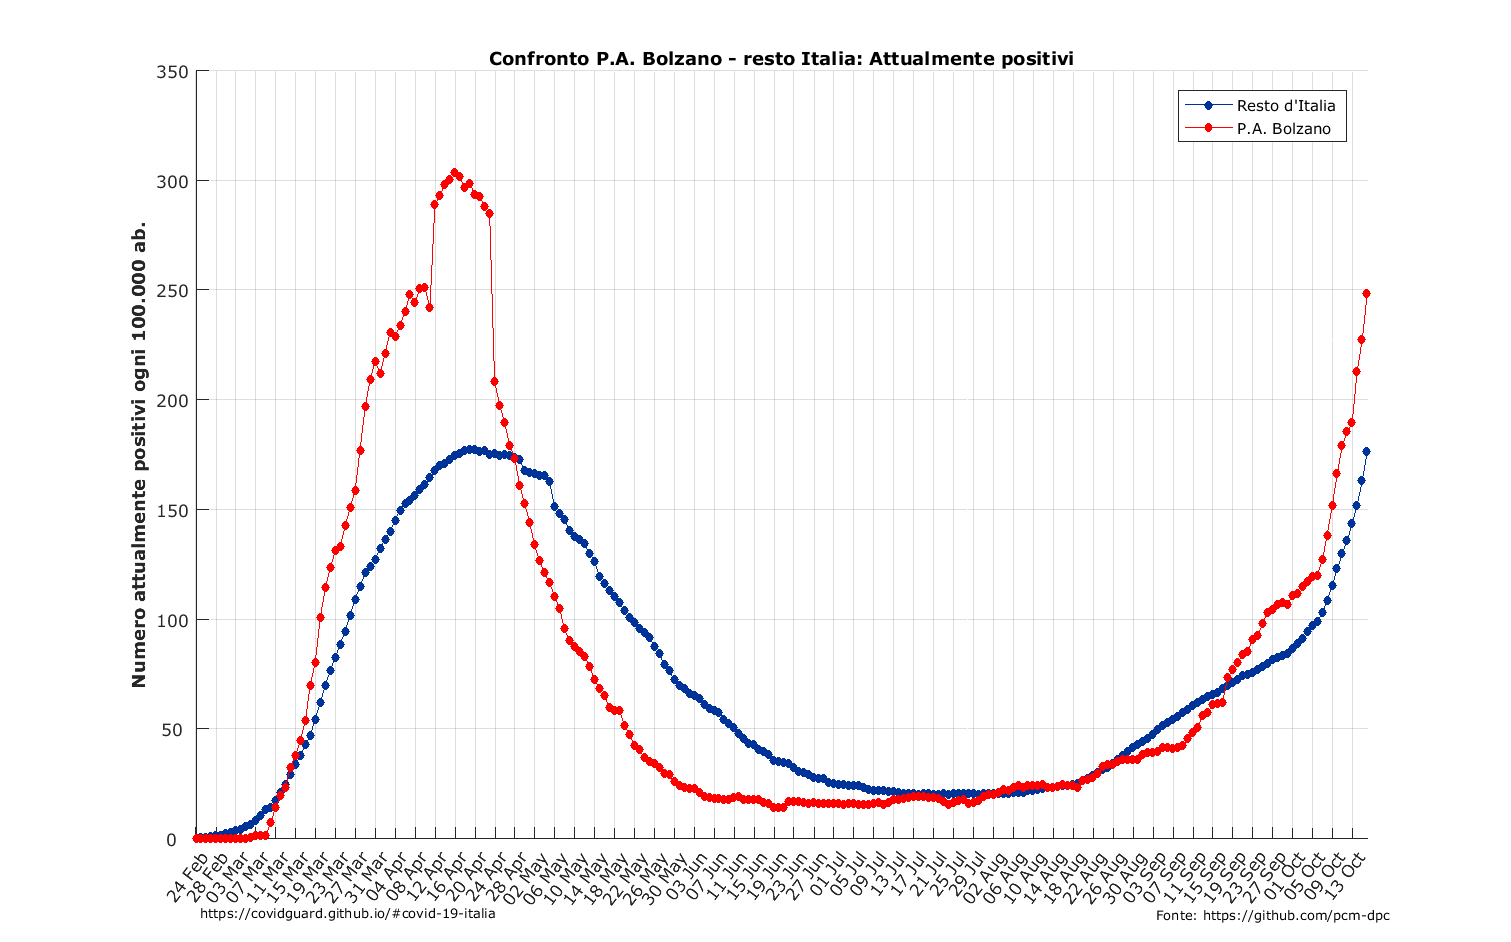 Confronto P.A. Bolzano - resto Italia: Attualmente positivi
Resto d'Italia
P.A. Bolzano
Numero attualmente positivi ogni 100.000 ab.
350
300
250
200
150
100
50
0
24 Feb
28 Feb
03 Mar
07 Mar
11 Mar
15 Mar
19 Mar
23 Mar
27 Mar
31 Mar
04 Apr
08 Apr
12 Apr
16 Apr
20 Apr
24 Apr
28 Apr
02 May
06 May
10 May
14 May
18 May
22 May
26 May
30 May
03 Jun
07 Jun
11 Jun
15 Jun
19 Jun
23 Jun
27 Jun
01 Jul
05 Jul
09 Jul
13 Jul
17 Jul
21 Jul
25 Jul
29 Jul
02 Aug
06 Aug
10 Aug
14 Aug
18 Aug
22 Aug
26 Aug
30 Aug
03 Sep
07 Sep
11 Sep
15 Sep
19 Sep
23 Sep
27 Sep
01 Oct
05 Oct
09 Oct
13 Oct
https://covidguard.github.io/#covid-19-italia
Fonte: https://github.com/pcm-dpc